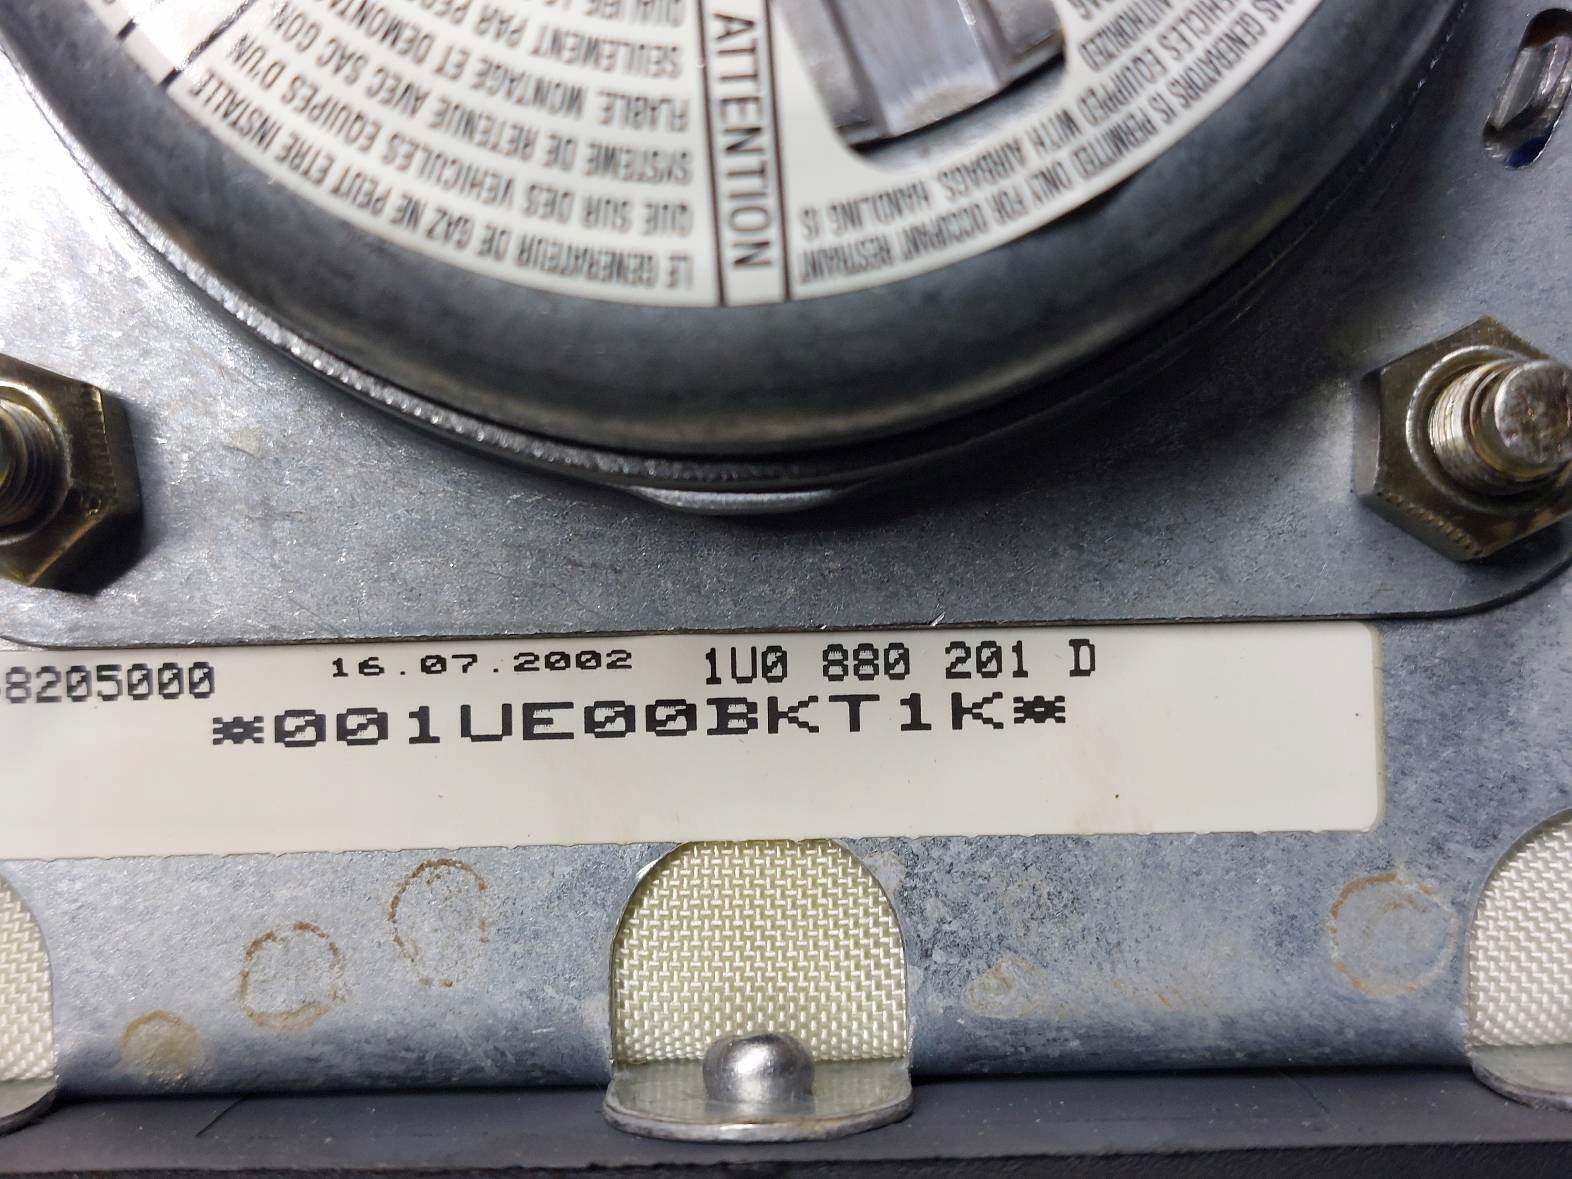 8205000 16.07.2002 1U0 880 201 D
*001UE00BKT1K*
ATTENTION
LE GENERATEUR DE GAZ NE PEUT ETRE INSTALLE
QUE SUR DES VEHICULES EQUIPES D'UN
SYSTEME DE RETENUE AVEC SAC GON
FLABLE. MONTAGE ET DEMONTA
SEULEMENT PAR PER
GAS GENERATORS IS PERMITTED ONLY FOR OCCUPANT RESTRAINT
VEHICLES EQUIPPED WITH AIRBAGS. HANDLING IS
AUTHORIZED